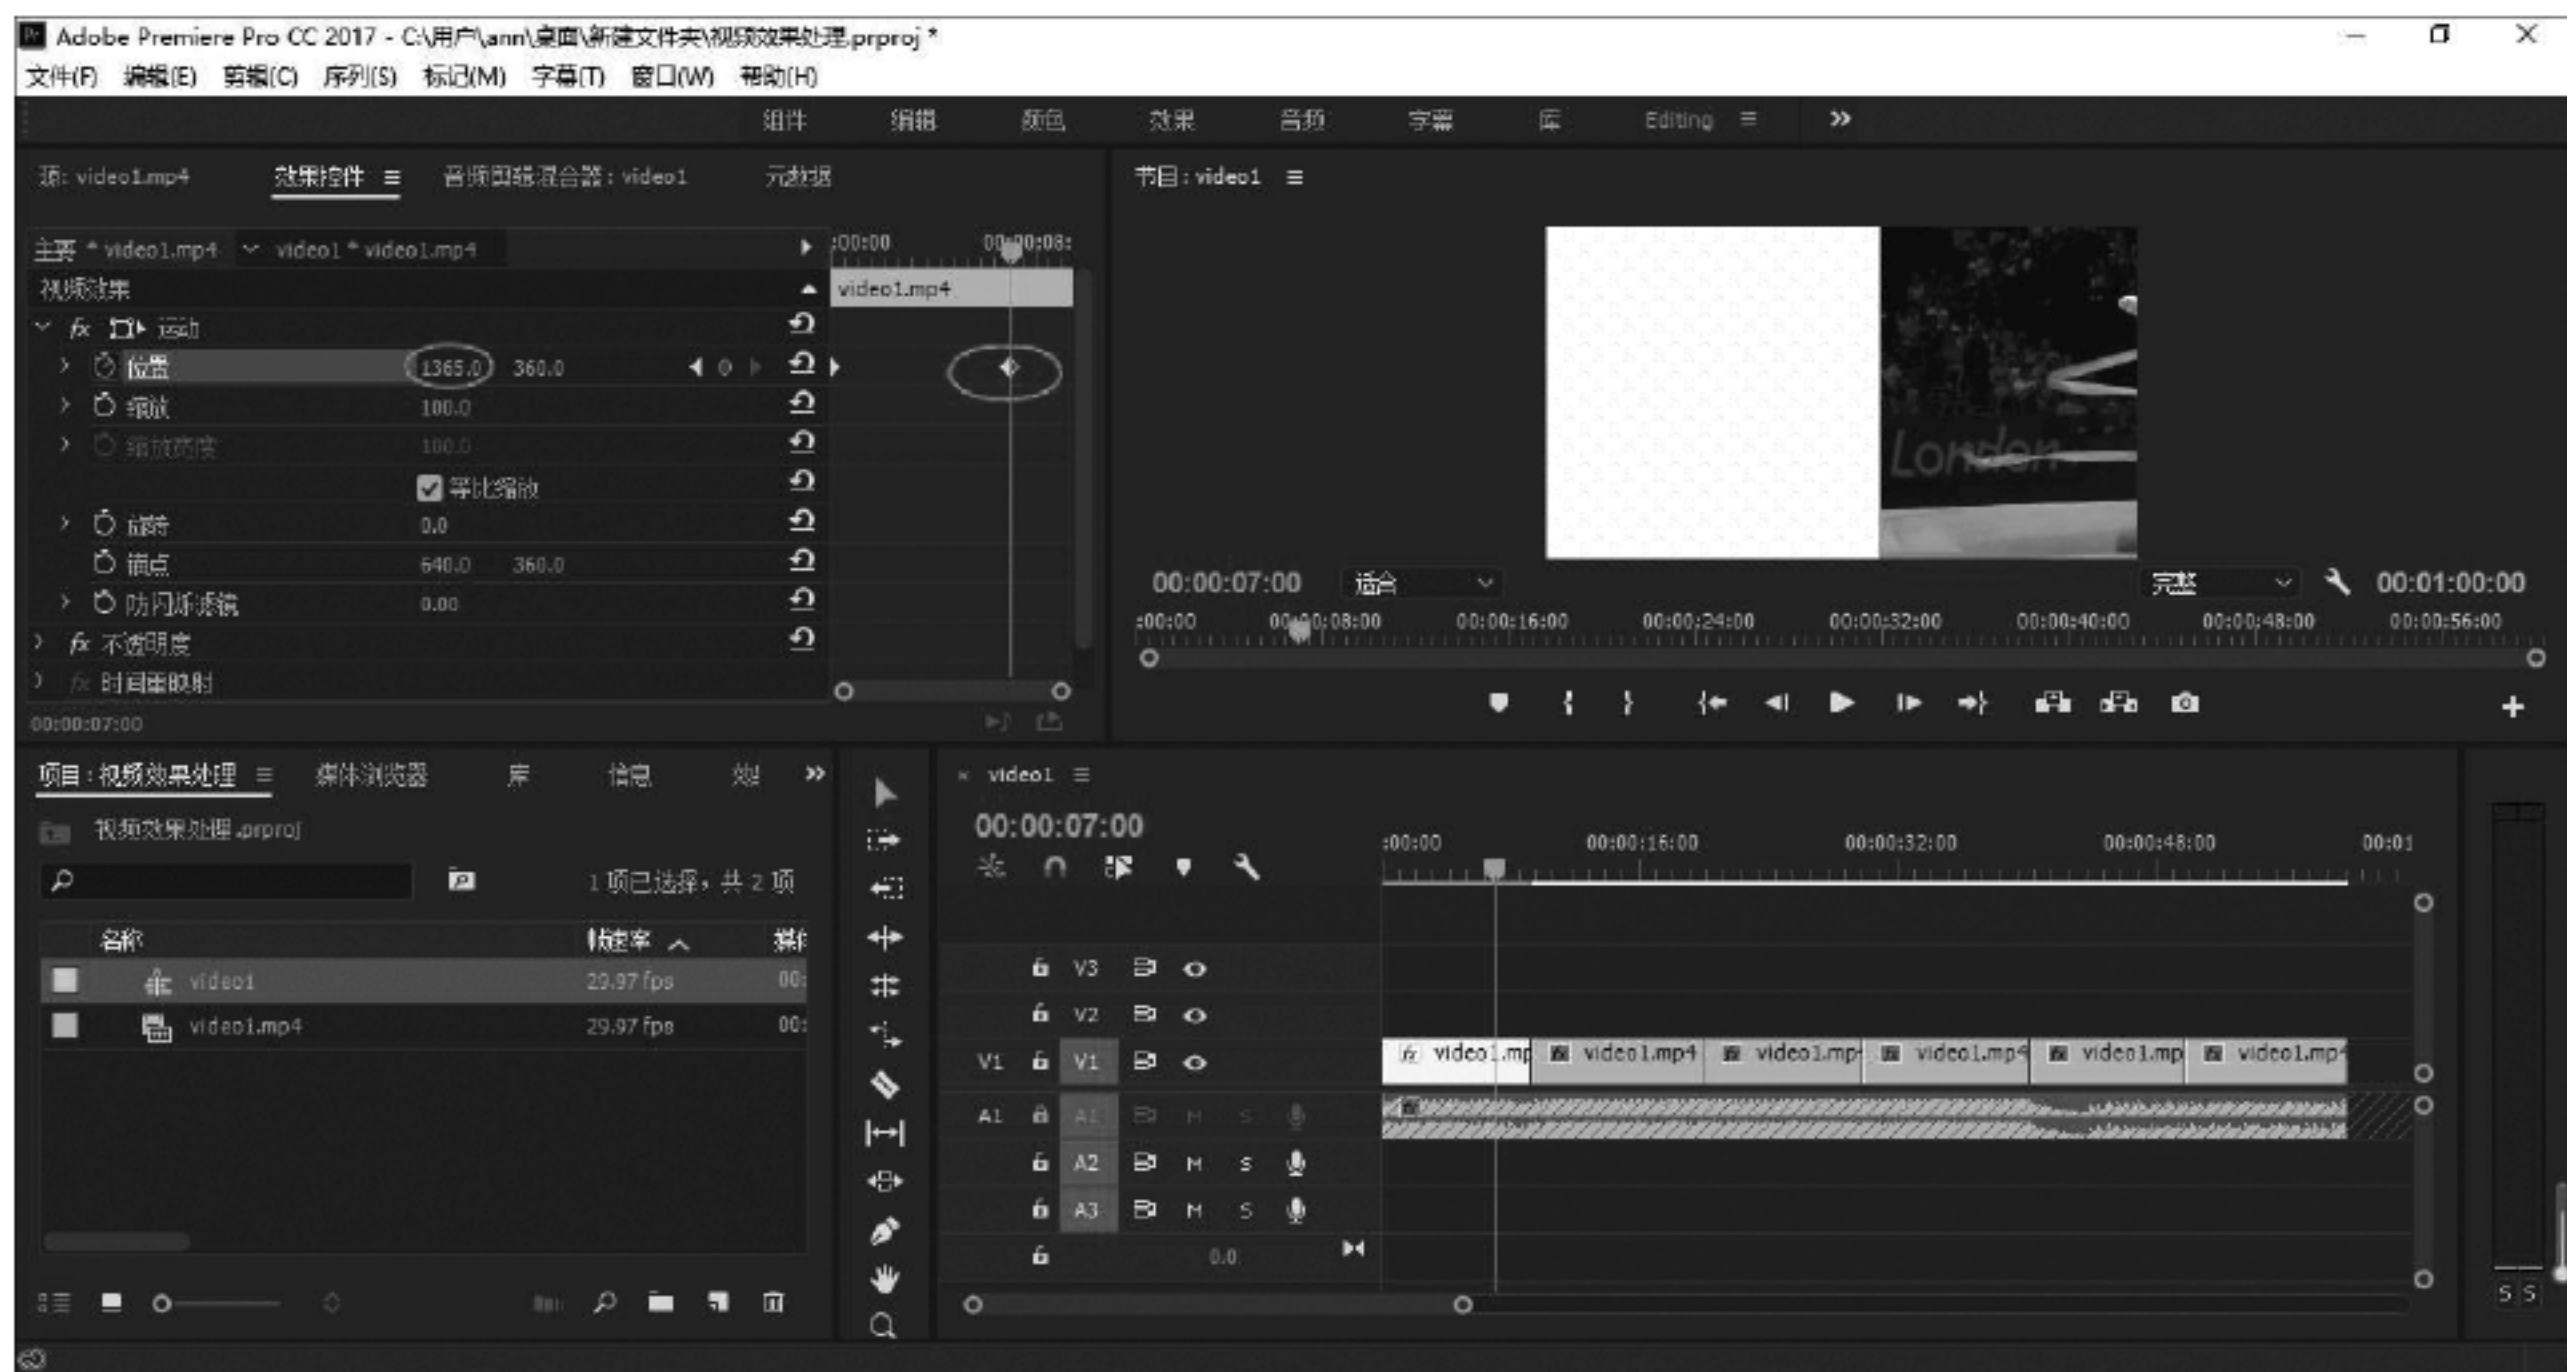 Adobe Premiere Pro CC 2017 - C:\用户\ann\桌面\新建文件夹\视频效果处理.prproj *
文件(F) 编辑(E) 剪辑(C) 序列(S) 标记(M) 字幕(T) 窗口(W) 帮助(H)
组件 编辑 颜色 效果 音频 字幕 库 Editing
源: video1.mp4 效果控件 音频剪辑混合器: video1 元数据
主要 * video1.mp4 video1 * video1.mp4
:00:00 00:00:08:
视频效果
video1.mp4
fx 运动
位置 1365.0 360.0
缩放 100.0
缩放宽度 100.0
等比缩放
旋转 0.0
锚点 640.0 360.0
防闪烁滤镜 0.00
fx 不透明度
fx 时间重映射
00:00:07:00
节目: video1
London
00:00:07:00 适合 完整 00:01:00:00
:00:00 00:00:08:00 00:00:16:00 00:00:24:00 00:00:32:00 00:00:40:00 00:00:48:00 00:00:56:00
项目: 视频效果处理 媒体浏览器 库 信息
视频效果处理.prproj
1 项已选择，共 2 项
名称 帧速率
video1 29.97 fps 00:
video1.mp4 29.97 fps 00:
video1
00:00:07:00
:00:00 00:00:16:00 00:00:32:00 00:00:48:00 00:01
V3
V2
V1 V1
fx video1.mp fx video1.mp4 fx video1.mp4 fx video1.mp4 fx video1.mp fx video1.mp4
A1 A1 M S
A2 M S
A3 M S
0.0
S S